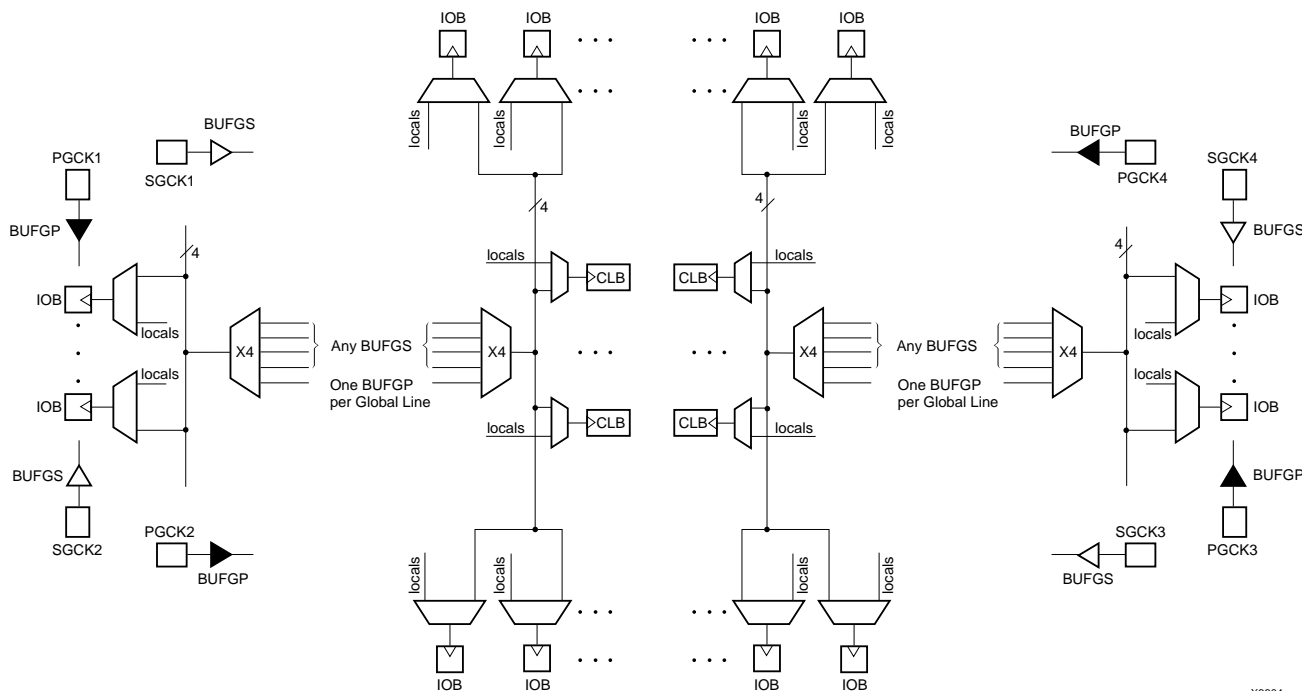 IOB IOB IOB IOB
locals locals locals locals
BUFGS
PGCK1
SGCK1
BUFGP
PGCK4
SGCK4
BUFGP
4
4
BUFGS
4
4
locals
CLB
locals
CLB
IOB
locals
X4
Any BUFGS
X4
X4
Any BUFGS
X4
locals
IOB
locals
IOB
One BUFGP
per Global Line
One BUFGP
per Global Line
locals
IOB
locals
CLB
CLB
locals
BUFGS
SGCK2
PGCK2
BUFGP
BUFGP
SGCK3
BUFGS
PGCK3
locals locals locals locals
IOB IOB IOB IOB